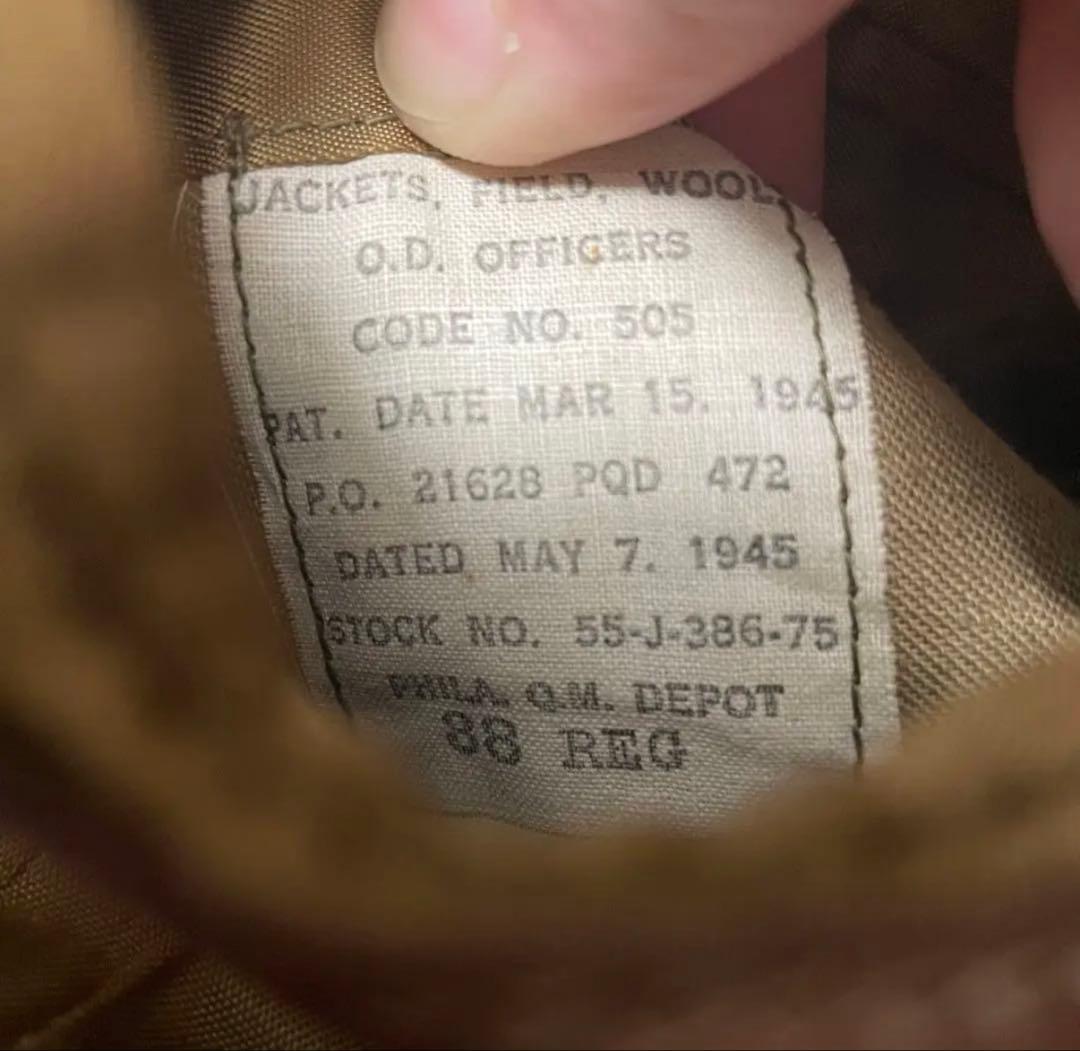 JACKETS, FIELD, WOOL,
O.D. OFFICERS
CODE NO. 505
PAT. DATE MAR 15. 1945
P.O. 21628 PQD 472
DATED MAY 7. 1945
STOCK NO. 55-J-386-75
PHILA. Q.M. DEPOT
88 REG